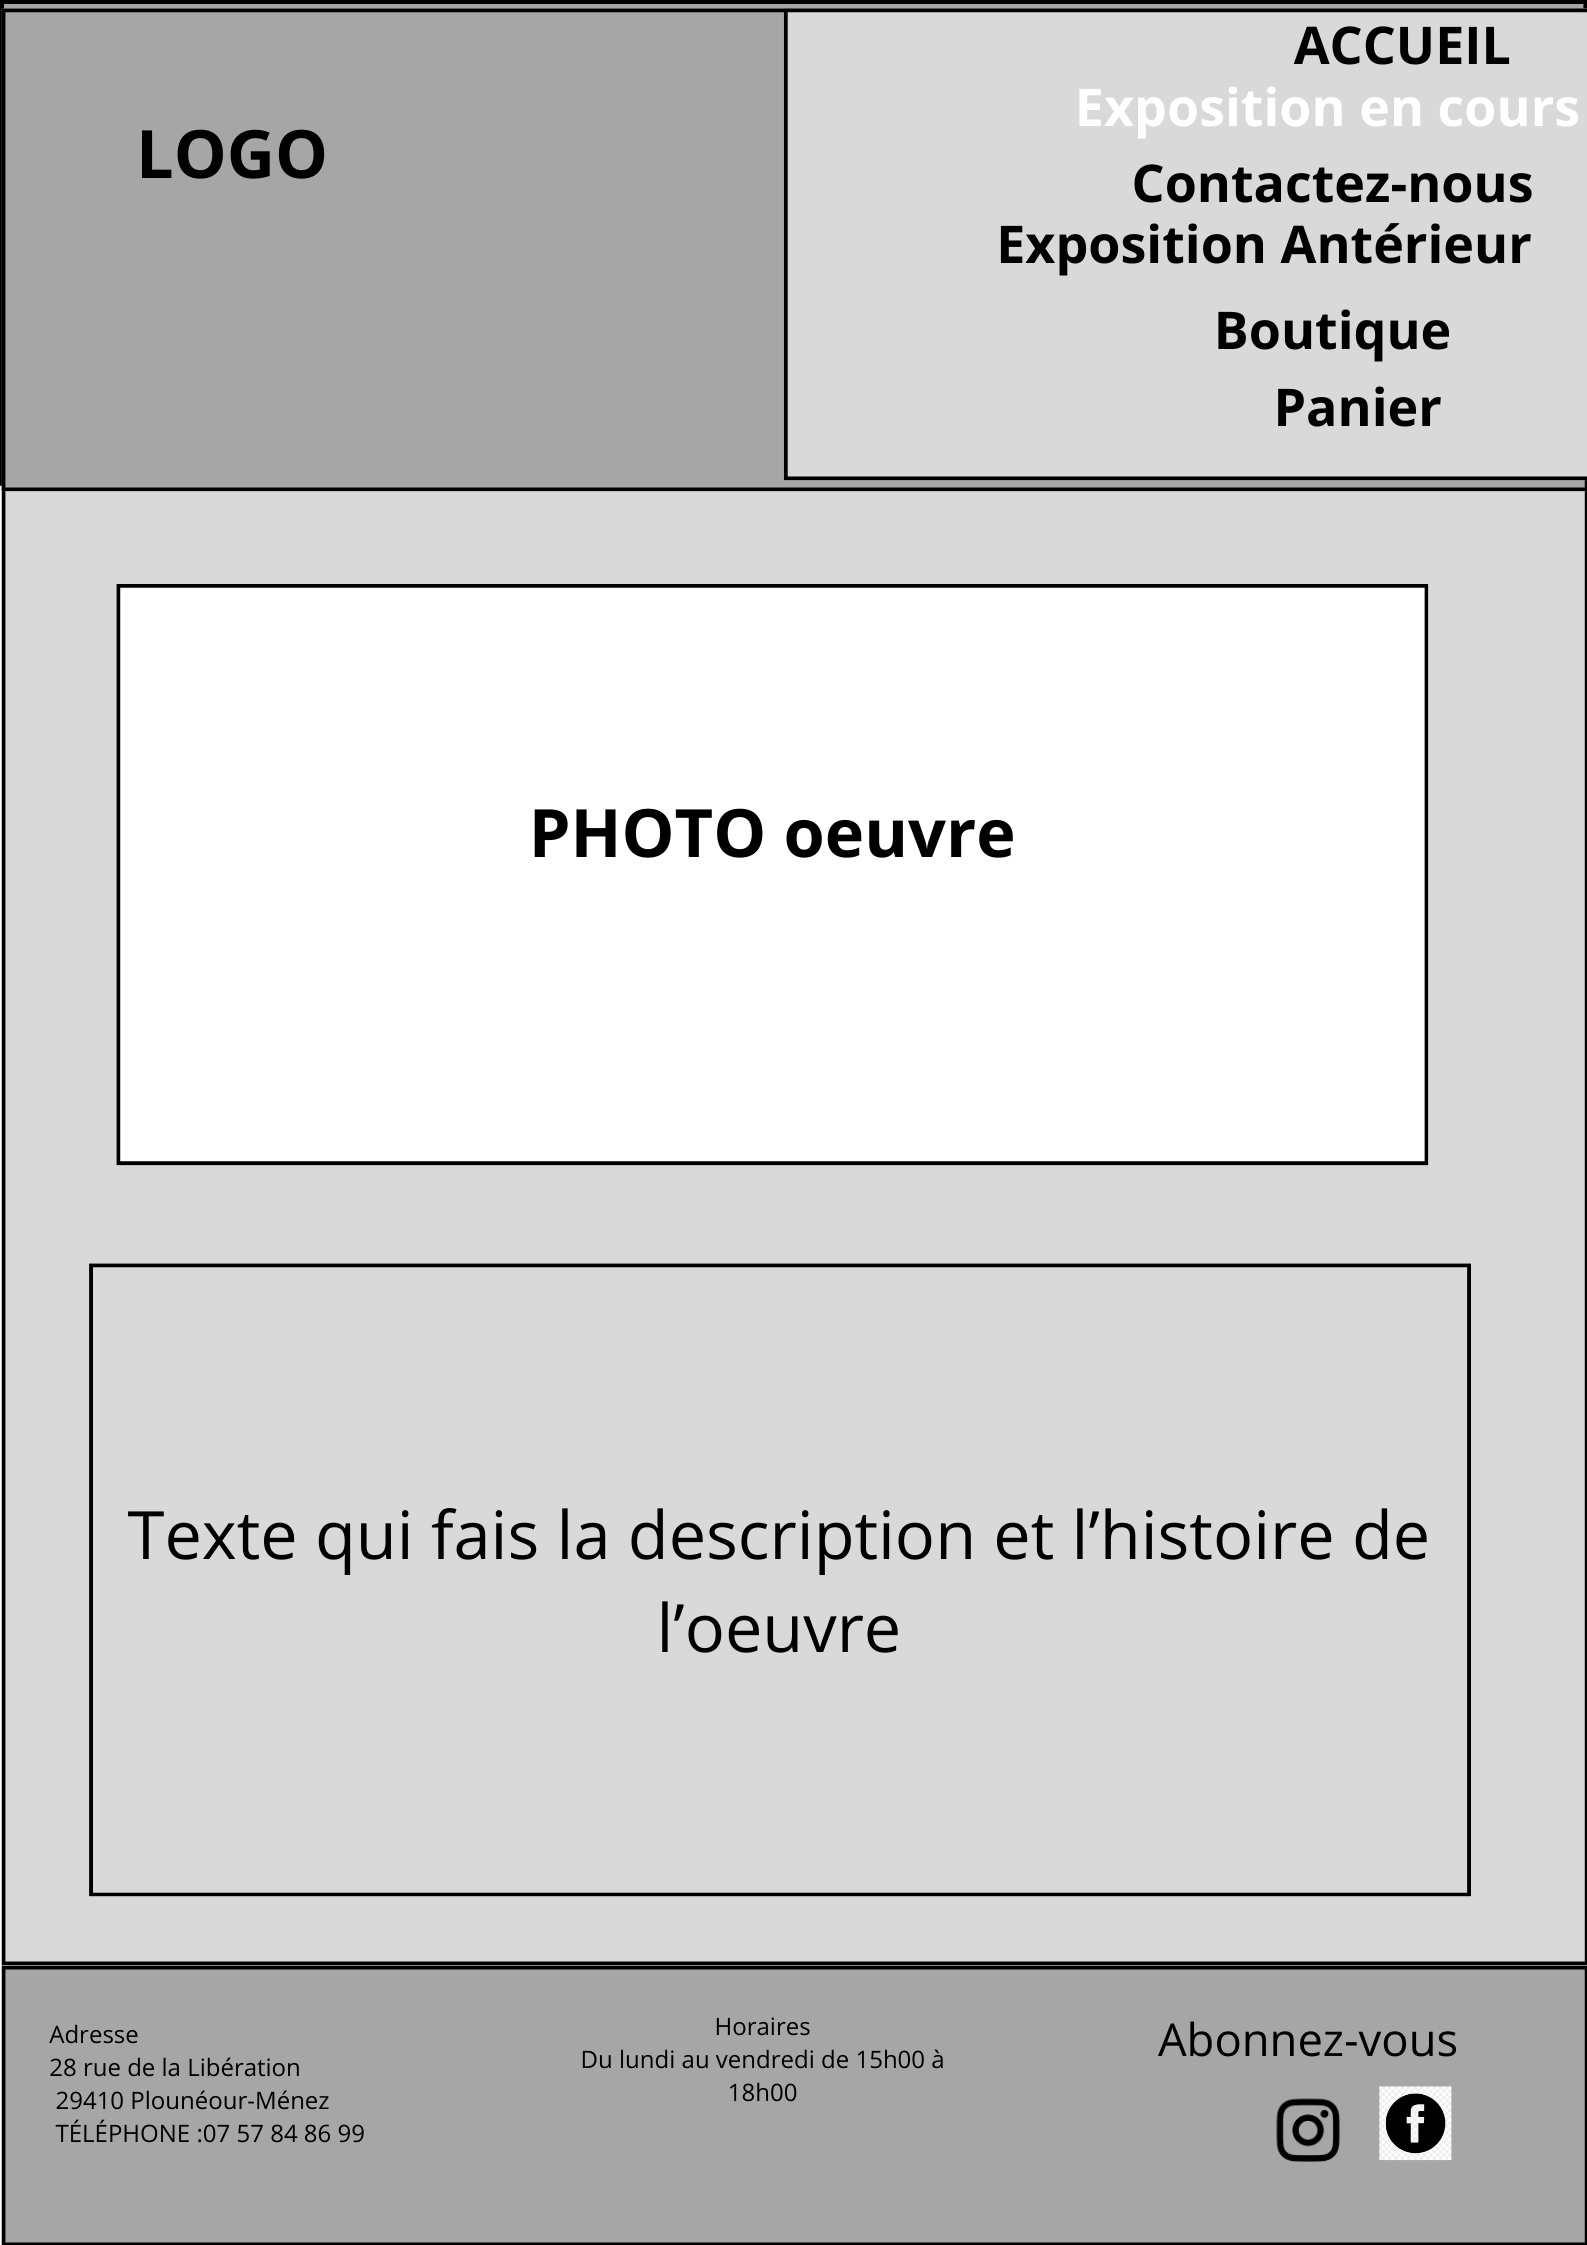 LOGO
ACCUEIL
Exposition en cours
Contactez-nous
Exposition Antérieur
Boutique
Panier
PHOTO oeuvre
Texte qui fais la description et l’histoire de
l’oeuvre
Adresse
28 rue de la Libération
29410 Plounéour-Ménez
TÉLÉPHONE :07 57 84 86 99
Horaires
Du lundi au vendredi de 15h00 à
18h00
Abonnez-vous